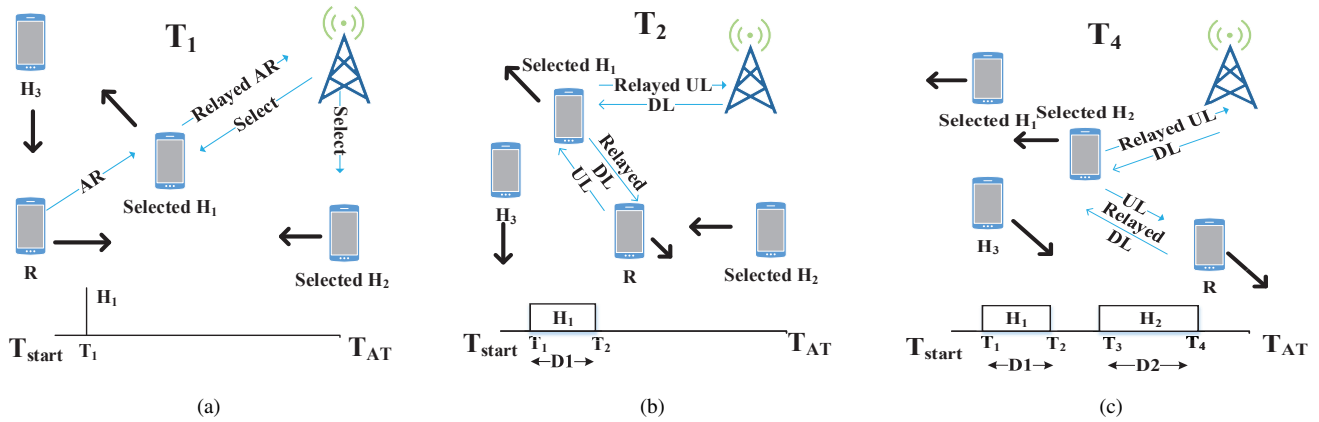 T1
H3
Relayed AR
Select
Select
AR
Selected H1
R
Selected H2
H1
Tstart
T1
TAT
(a)
T2
Selected H1
Relayed UL
DL
Relayed
DL
UL
H3
R
Selected H2
H1
Tstart
T1
T2
TAT
D1
(b)
T4
Selected H1
Selected H2
Relayed UL
DL
H3
UL
Relayed
DL
R
H1
H2
Tstart
T1
T2
T3
T4
TAT
D1
D2
(c)